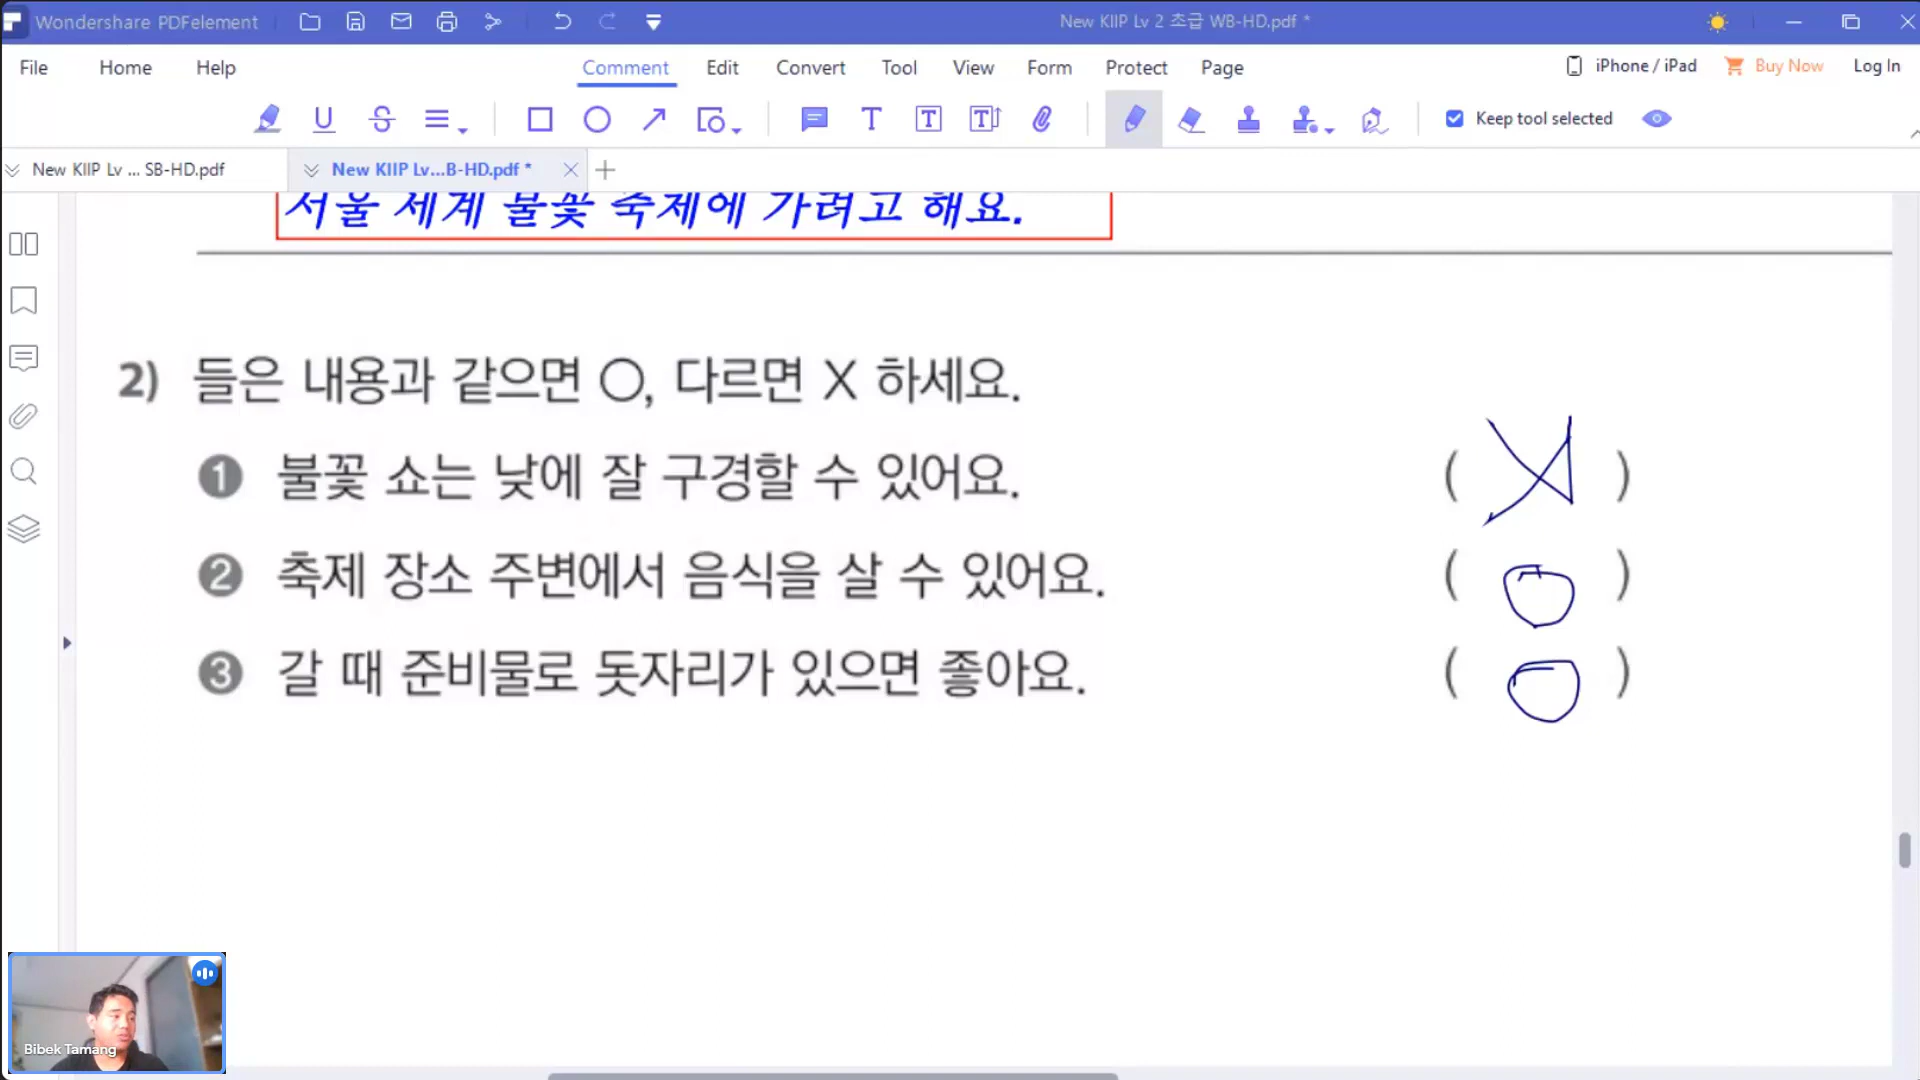 Wondershare PDFelement
New KIIP Lv 2 초급 WB-HD.pdf *
File Home Help Comment Edit Convert Tool View Form Protect Page iPhone / iPad Buy Now Log In
Keep tool selected
New KIIP Lv ... SB-HD.pdf New KIIP Lv...B-HD.pdf *
서울 세계 불꽃 축제에 가려고 해요.
2) 들은 내용과 같으면 ○, 다르면 X 하세요.
① 불꽃 쇼는 낮에 잘 구경할 수 있어요. ( X )
② 축제 장소 주변에서 음식을 살 수 있어요. ( ○ )
③ 갈 때 준비물로 돗자리가 있으면 좋아요. ( ○ )
Bibek Tamang